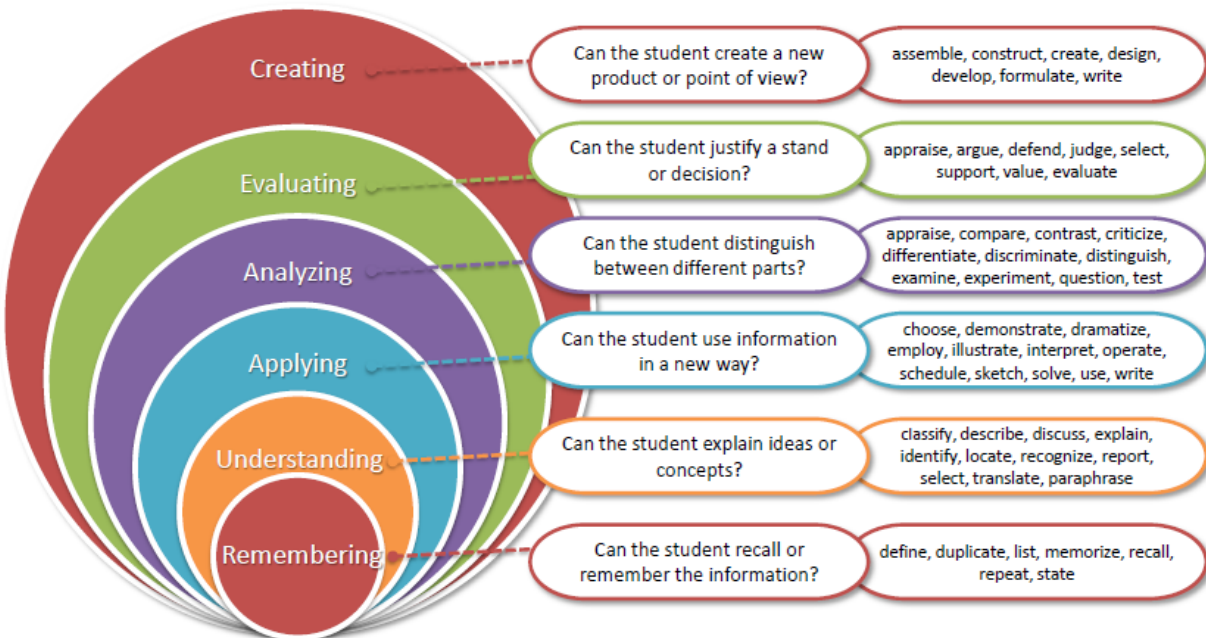 Creating
Can the student create a new
product or point of view?
assemble, construct, create, design,
develop, formulate, write
Evaluating
Can the student justify a stand
or decision?
appraise, argue, defend, judge, select,
support, value, evaluate
Analyzing
Can the student distinguish
between different parts?
appraise, compare, contrast, criticize,
differentiate, discriminate, distinguish,
examine, experiment, question, test
Applying
Can the student use information
in a new way?
choose, demonstrate, dramatize,
employ, illustrate, interpret, operate,
schedule, sketch, solve, use, write
Understanding
Can the student explain ideas or
concepts?
classify, describe, discuss, explain,
identify, locate, recognize, report,
select, translate, paraphrase
Remembering
Can the student recall or
remember the information?
define, duplicate, list, memorize, recall,
repeat, state